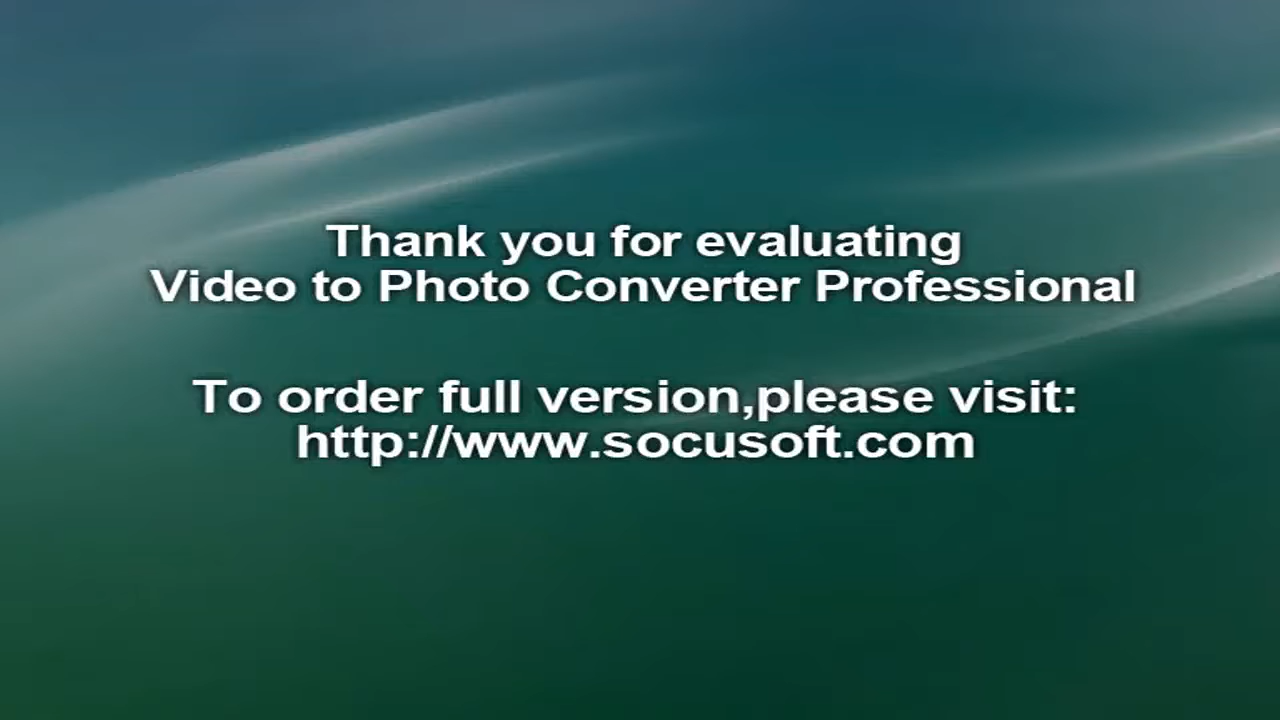 Thank you for evaluating
Video to Photo Converter Professional
To order full version,please visit:
http://www.socusoft.com